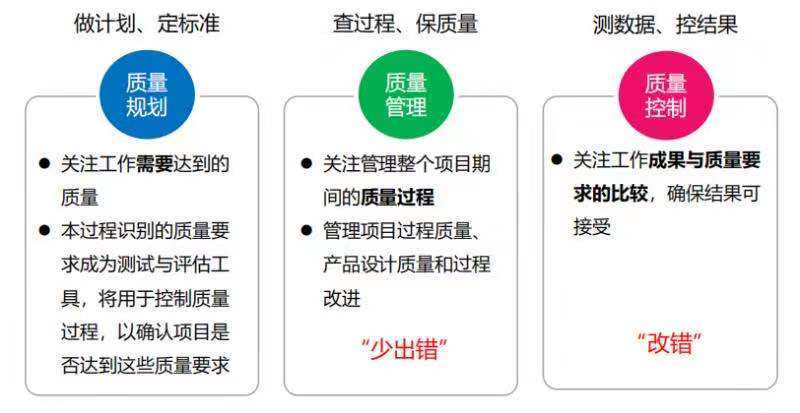 做计划、定标准
质量
规划
● 关注工作需要达到的
质量
● 本过程识别的质量要
求成为测试与评估工
具，将用于控制质量
过程，以确认项目是
否达到这些质量要求
查过程、保质量
质量
管理
● 关注管理整个项目期
间的质量过程
● 管理项目过程质量、
产品设计质量和过程
改进
“少出错”
测数据、控结果
质量
控制
● 关注工作成果与质量要
求的比较，确保结果可
接受
“改错”